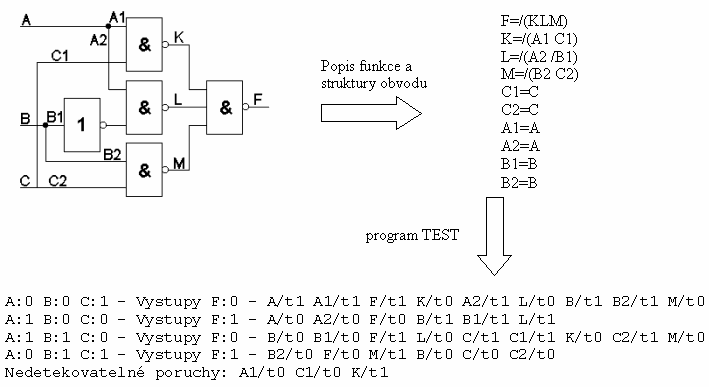 A
A1
A2
C1
&
K
F=/(KLM)
K=/(A1 C1)
L=/(A2 /B1)
M=/(B2 C2)
C1=C
C2=C
A1=A
A2=A
B1=B
B2=B
Popis funkce a
struktury obvodu
B
B1
1
&
L
&
F
B2
&
M
C
C2
program TEST
A:0 B:0 C:1 - Vystupy F:0 - A/t1 A1/t1 F/t1 K/t0 A2/t1 L/t0 B/t1 B2/t1 M/t0
A:1 B:0 C:0 - Vystupy F:1 - A/t0 A2/t0 F/t0 B/t1 B1/t1 L/t1
A:1 B:1 C:0 - Vystupy F:0 - B/t0 B1/t0 F/t1 L/t0 C/t1 C1/t1 K/t0 C2/t1 M/t0
A:0 B:1 C:1 - Vystupy F:1 - B2/t0 F/t0 M/t1 B/t0 C/t0 C2/t0
Nedetekovatelné poruchy: A1/t0 C1/t0 K/t1